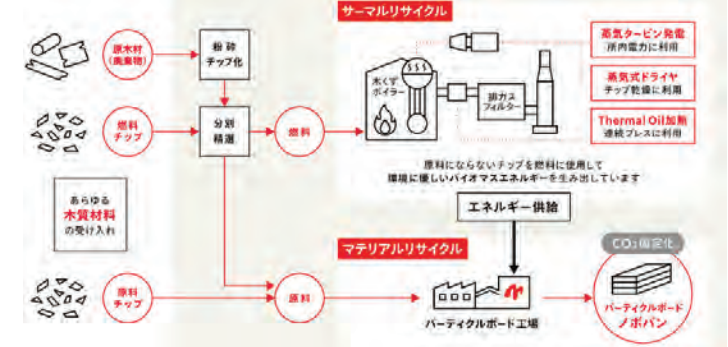 サーマルリサイクル
原木材
(廃棄物)
粉 砕
チップ化
木くず
ボイラー
排ガス
フィルター
蒸気タービン発電
所内電力に利用
蒸気式ドライヤ
チップ乾燥に利用
Thermal Oil加熱
連続プレスに利用
燃料
チップ
分別
精選
燃料
原料にならないチップを燃料に使用して
環境に優しいバイオマスエネルギーを生み出しています
あらゆる
木質材料
の受け入れ
エネルギー供給
マテリアルリサイクル
CO₂固定化
原料
チップ
原料
パーティクルボード工場
パーティクルボード
ノボパン